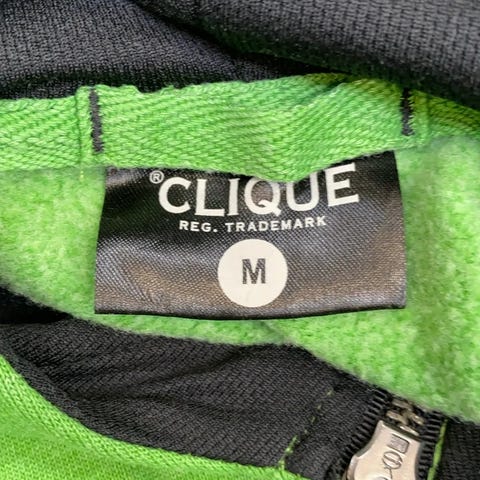 ® CLIQUE
REG. TRADEMARK
M